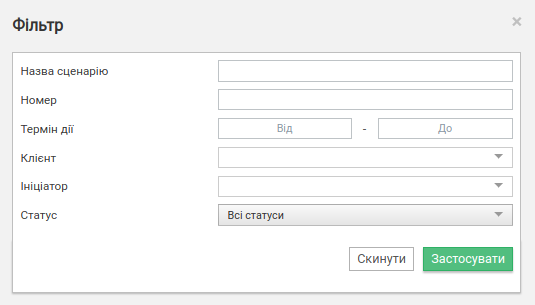 Фільтр ×
Назва сценарію
Номер
Термін дії Від - До
Клієнт
Ініціатор
Статус Всі статуси
Скинути Застосувати